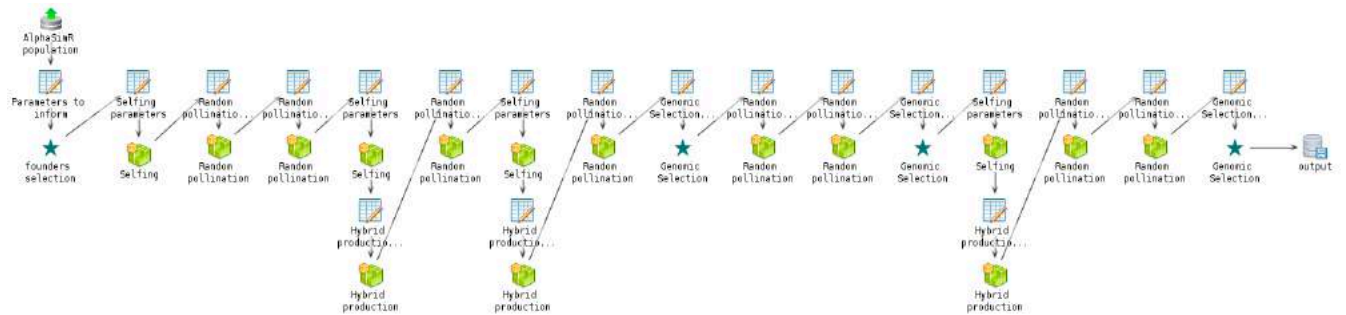 AlphaSimR
population
Parameters to
inform
founders
selection
Selfing
parameters
Selfing
Random
pollinatio...
Random
pollination
Random
pollinatio...
Random
pollination
Selfing
parameters
Selfing
Hybrid
productio...
Hybrid
production
Random
pollinatio...
Random
pollination
Selfing
parameters
Selfing
Hybrid
productio...
Hybrid
production
Random
pollinatio...
Random
pollination
Genomic
Selection...
Genomic
Selection
Random
pollinatio...
Random
pollination
Random
pollinatio...
Random
pollination
Genomic
Selection...
Genomic
Selection
Selfing
parameters
Selfing
Hybrid
productio...
Hybrid
production
Random
pollinatio...
Random
pollination
Random
pollinatio...
Random
pollination
Genomic
Selection...
Genomic
Selection
output